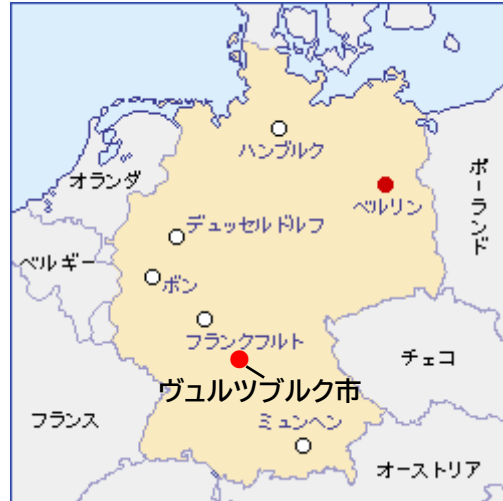 ハンブルク
オランダ
ベルリン
ポーランド
デュッセルドルフ
ベルギー
ボン
フランクフルト
チェコ
ヴュルツブルク市
フランス
ミュンヘン
オーストリア